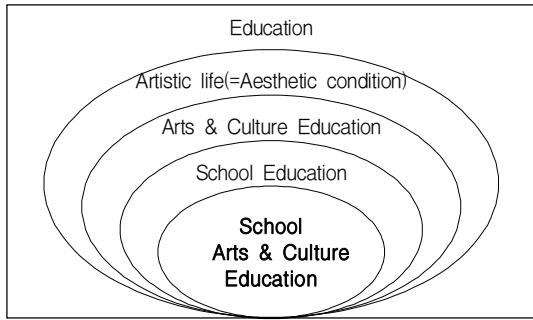 Education
Artistic life(=Aesthetic condition)
Arts & Culture Education
School Education
School
Arts & Culture
Education